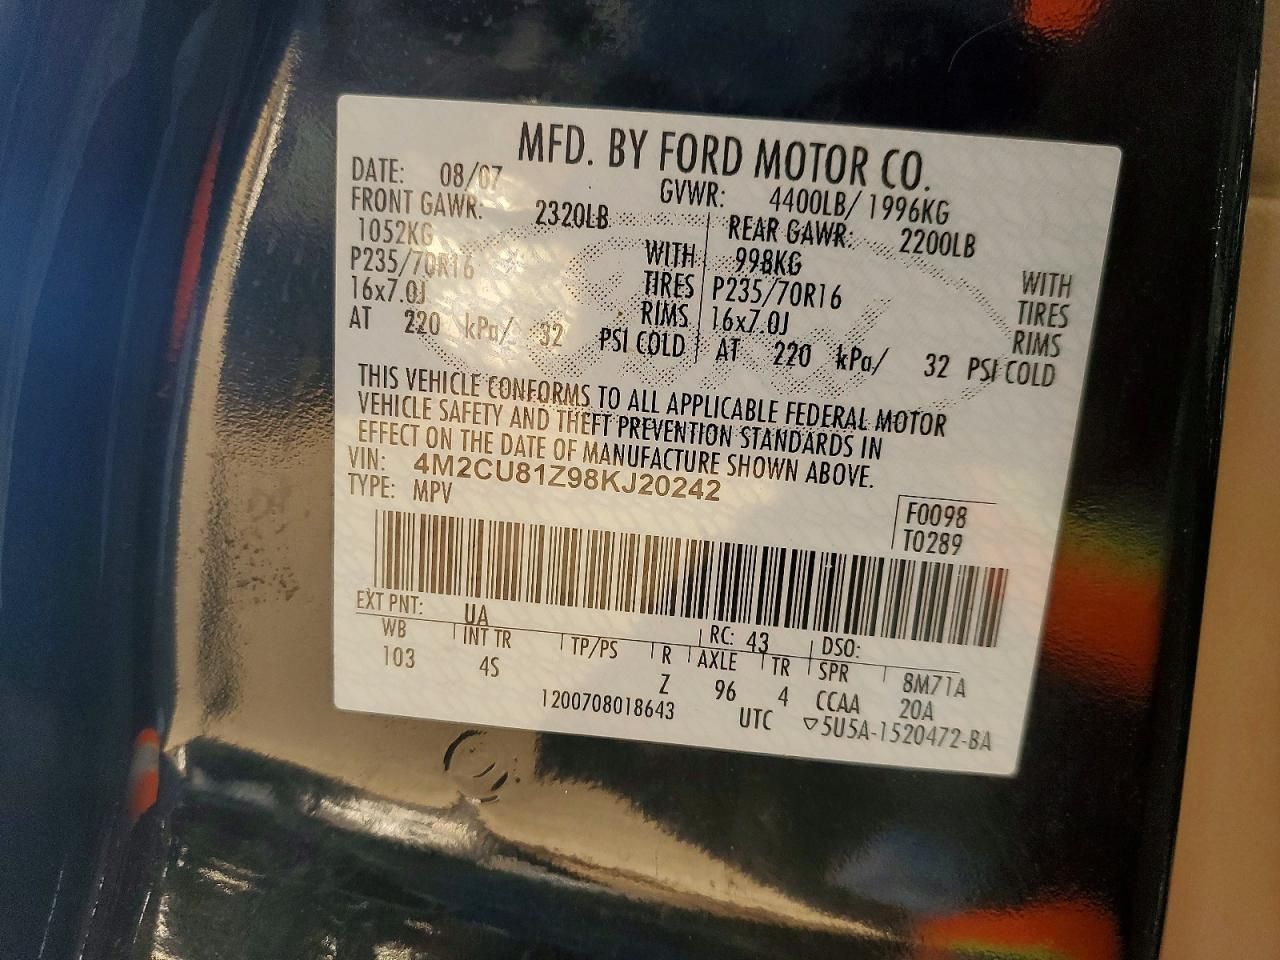 MFD. BY FORD MOTOR CO.
DATE: 08/07 GVWR: 4400LB/ 1996KG
FRONT GAWR: 2320LB REAR GAWR: 2200LB
1052KG WITH 998KG WITH
P235/70R16 TIRES P235/70R16 TIRES
16x7.0J RIMS 16x7.0J RIMS
AT 220 kPa/ 32 PSI COLD AT 220 kPa/ 32 PSI COLD
THIS VEHICLE CONFORMS TO ALL APPLICABLE FEDERAL MOTOR
VEHICLE SAFETY AND THEFT PREVENTION STANDARDS IN
EFFECT ON THE DATE OF MANUFACTURE SHOWN ABOVE.
VIN: 4M2CU81Z98KJ20242
TYPE: MPV
F0098
T0289
EXT PNT: UA RC: 43 DSO:
WB INT TR TP/PS R AXLE TR SPR 8M71A
103 4S Z 96 4 CCAA 20A
1200708018643 UTC ▽5U5A-1520472-BA